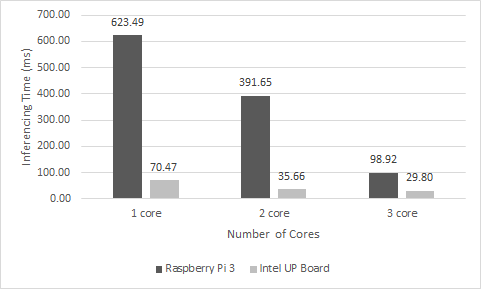 700.00
600.00
500.00
400.00
300.00
200.00
100.00
0.00
Inferencing Time (ms)
623.49
70.47
391.65
35.66
98.92
29.80
1 core
2 core
3 core
Number of Cores
Raspberry Pi 3
Intel UP Board